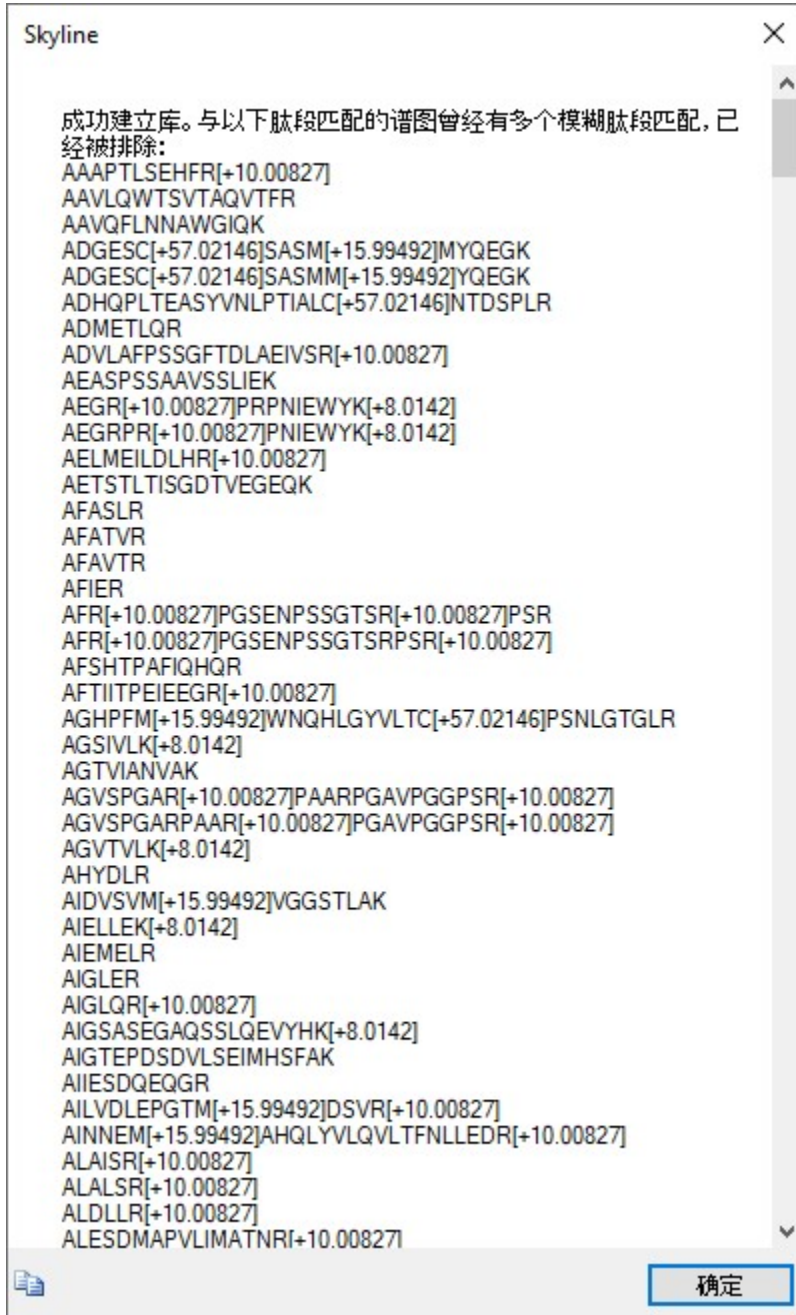 Skyline
成功建立库。与以下肽段匹配的谱图曾经有多个模糊肽段匹配，已
经被排除：
AAAPTLSEHFR[+10.00827]
AAVLQWTSVTAQVTFR
AAVQFLNNAWGIQK
ADGESC[+57.02146]SASM[+15.99492]MYQEGK
ADGESC[+57.02146]SASMM[+15.99492]YQEGK
ADHQPLTEASYVNLPTIALC[+57.02146]NTDSPLR
ADMETLQR
ADVLAFPSSGFTDLAEIVSR[+10.00827]
AEASPSSAAVSSLIEK
AEGR[+10.00827]PRPNIEWYK[+8.0142]
AEGRPR[+10.00827]PNIEWYK[+8.0142]
AELMEILDLHR[+10.00827]
AETSTLTISGDTVEGEQK
AFASLR
AFATVR
AFAVTR
AFIER
AFR[+10.00827]PGSENPSSGTSR[+10.00827]PSR
AFR[+10.00827]PGSENPSSGTSRPSR[+10.00827]
AFSHTPAFIQHQR
AFTIITPEIEEGR[+10.00827]
AGHPFM[+15.99492]WNQHLGYVLTC[+57.02146]PSNLGTGLR
AGSIVLK[+8.0142]
AGTVIANVAK
AGVSPGAR[+10.00827]PAARPGAVPGGPSR[+10.00827]
AGVSPGARPAAR[+10.00827]PGAVPGGPSR[+10.00827]
AGVTVLK[+8.0142]
AHYDLR
AIDVSVM[+15.99492]VGGSTLAK
AIELLEK[+8.0142]
AIEMELR
AIGLER
AIGLQR[+10.00827]
AIGSASEGAQSSLQEVYHK[+8.0142]
AIGTEPDSDVLSEIMHSFAK
AIIESDQEQGR
AILVDLEPGTM[+15.99492]DSVR[+10.00827]
AINNEM[+15.99492]AHQLYVLQVLTFNLLEDR[+10.00827]
ALAISR[+10.00827]
ALALSR[+10.00827]
ALDLLR[+10.00827]
ALESDMAPVLIMATNR[+10.00827]
确定